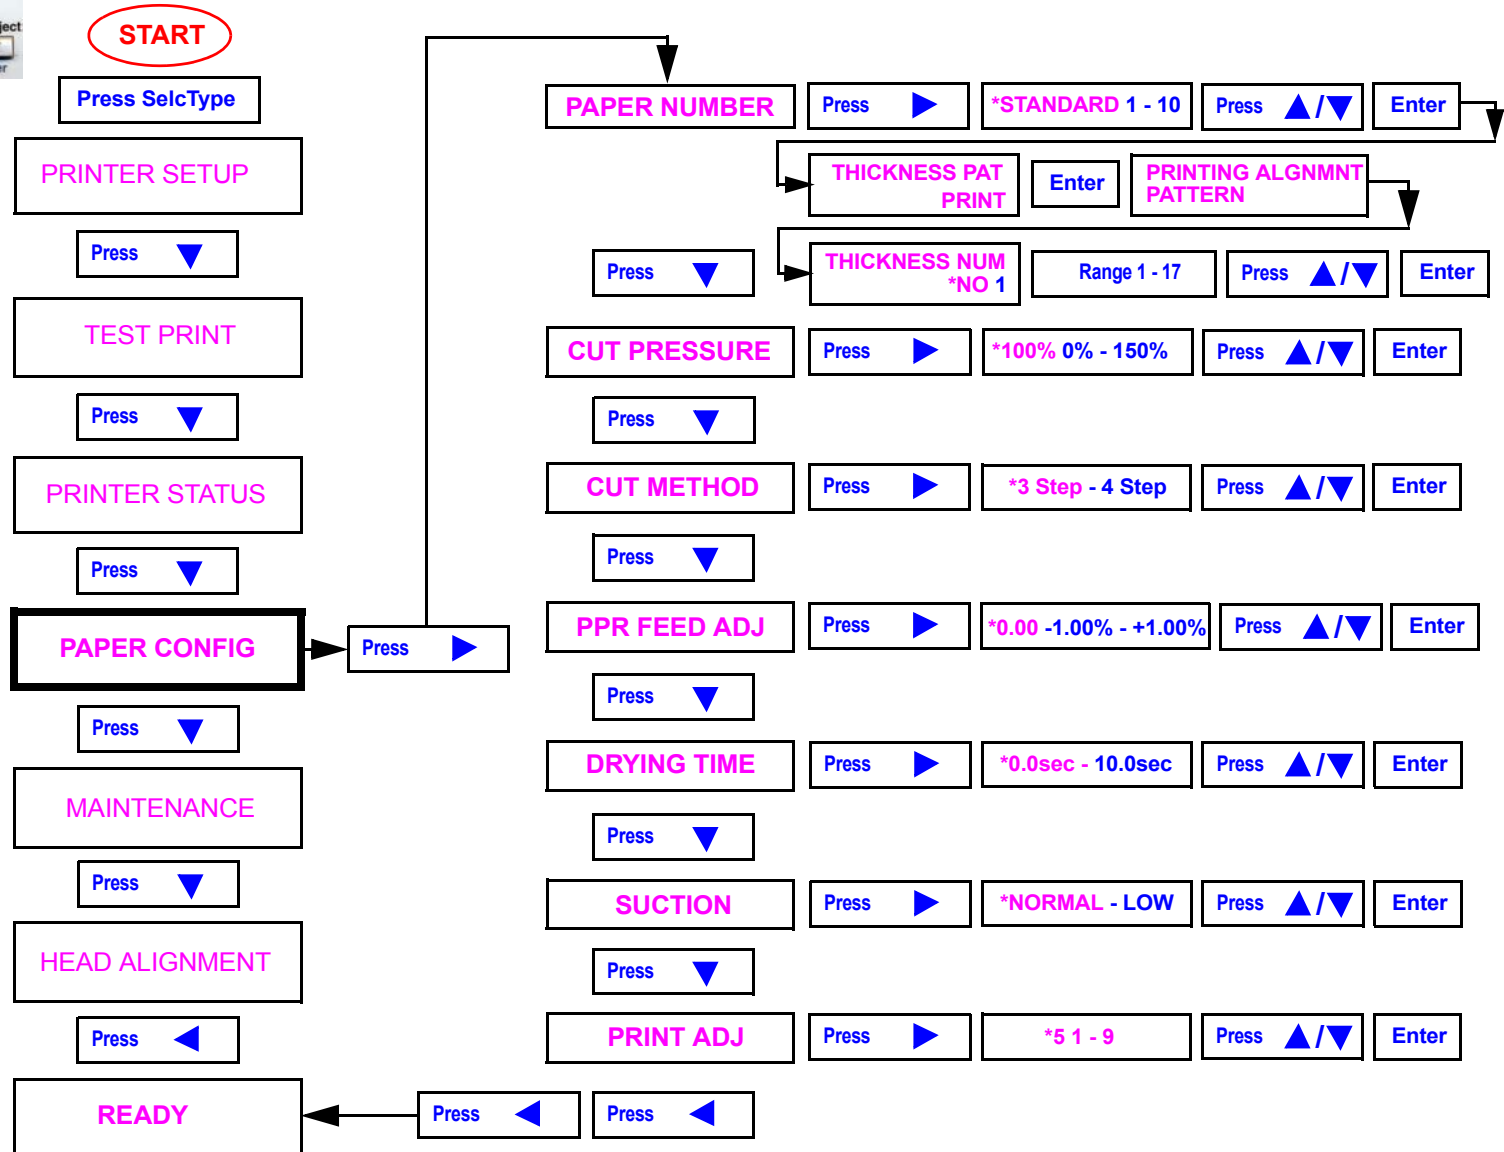 START
Press SelcType
PRINTER SETUP
Press
TEST PRINT
Press
PRINTER STATUS
Press
PAPER CONFIG
Press
Press
MAINTENANCE
Press
HEAD ALIGNMENT
Press
READY
PAPER NUMBER
Press
*STANDARD 1 - 10
Press /
Enter
THICKNESS PAT
PRINT
Enter
PRINTING ALGNMNT
PATTERN
Press
THICKNESS NUM
*NO 1
Range 1 - 17
Press /
Enter
CUT PRESSURE
Press
*100% 0% - 150%
Press /
Enter
Press
CUT METHOD
Press
*3 Step - 4 Step
Press /
Enter
Press
PPR FEED ADJ
Press
*0.00 -1.00% - +1.00%
Press /
Enter
Press
DRYING TIME
Press
*0.0sec - 10.0sec
Press /
Enter
Press
SUCTION
Press
*NORMAL - LOW
Press /
Enter
Press
PRINT ADJ
Press
*5 1 - 9
Press /
Enter
Press
Press